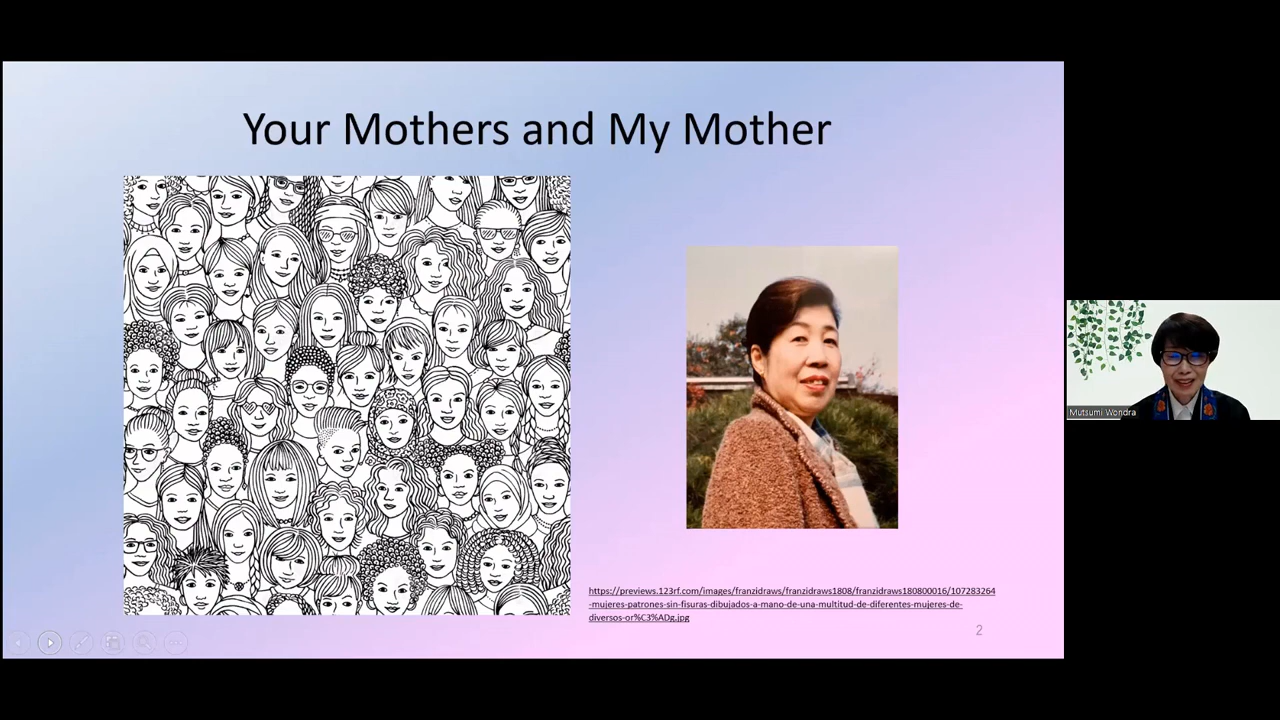 Your Mothers and My Mother
https://previews.123rf.com/images/franzidraws/franzidraws1808/franzidraws180800016/107283264
-mujeres-patrones-sin-fisuras-dibujados-a-mano-de-una-multitud-de-diferentes-mujeres-de-
diversos-or%C3%ADg.jpg
2
Mutsumi Wondra